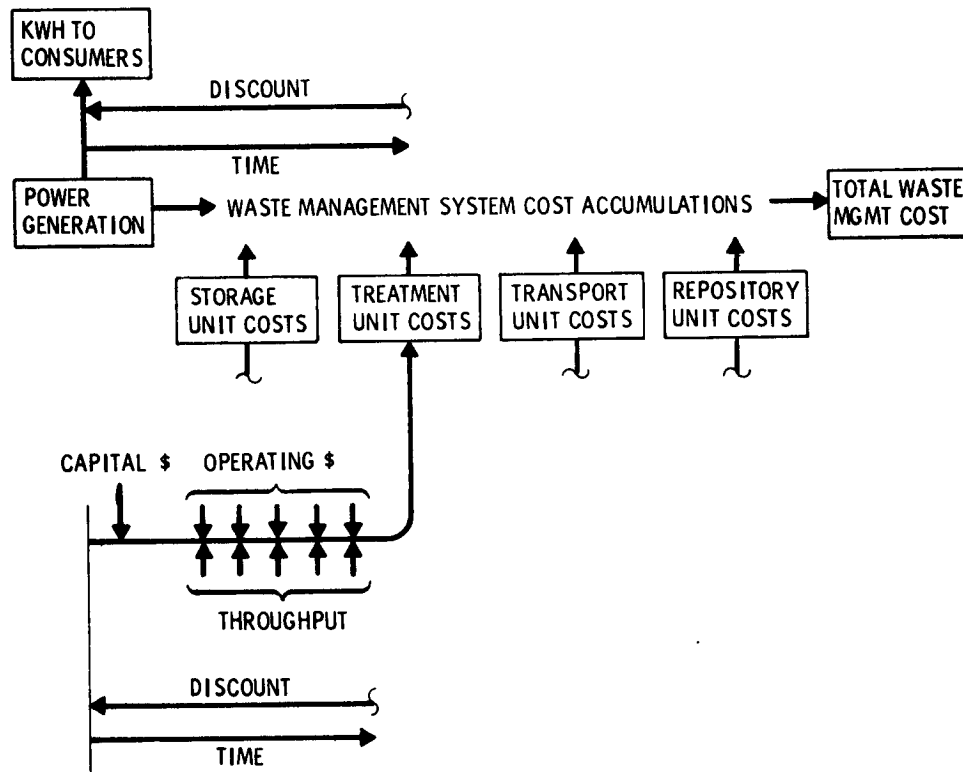 KWH TO
CONSUMERS
DISCOUNT
TIME
POWER
GENERATION
WASTE MANAGEMENT SYSTEM COST ACCUMULATIONS
TOTAL WASTE
MGMT COST
STORAGE
UNIT COSTS
TREATMENT
UNIT COSTS
TRANSPORT
UNIT COSTS
REPOSITORY
UNIT COSTS
CAPITAL $
OPERATING $
THROUGHPUT
DISCOUNT
TIME